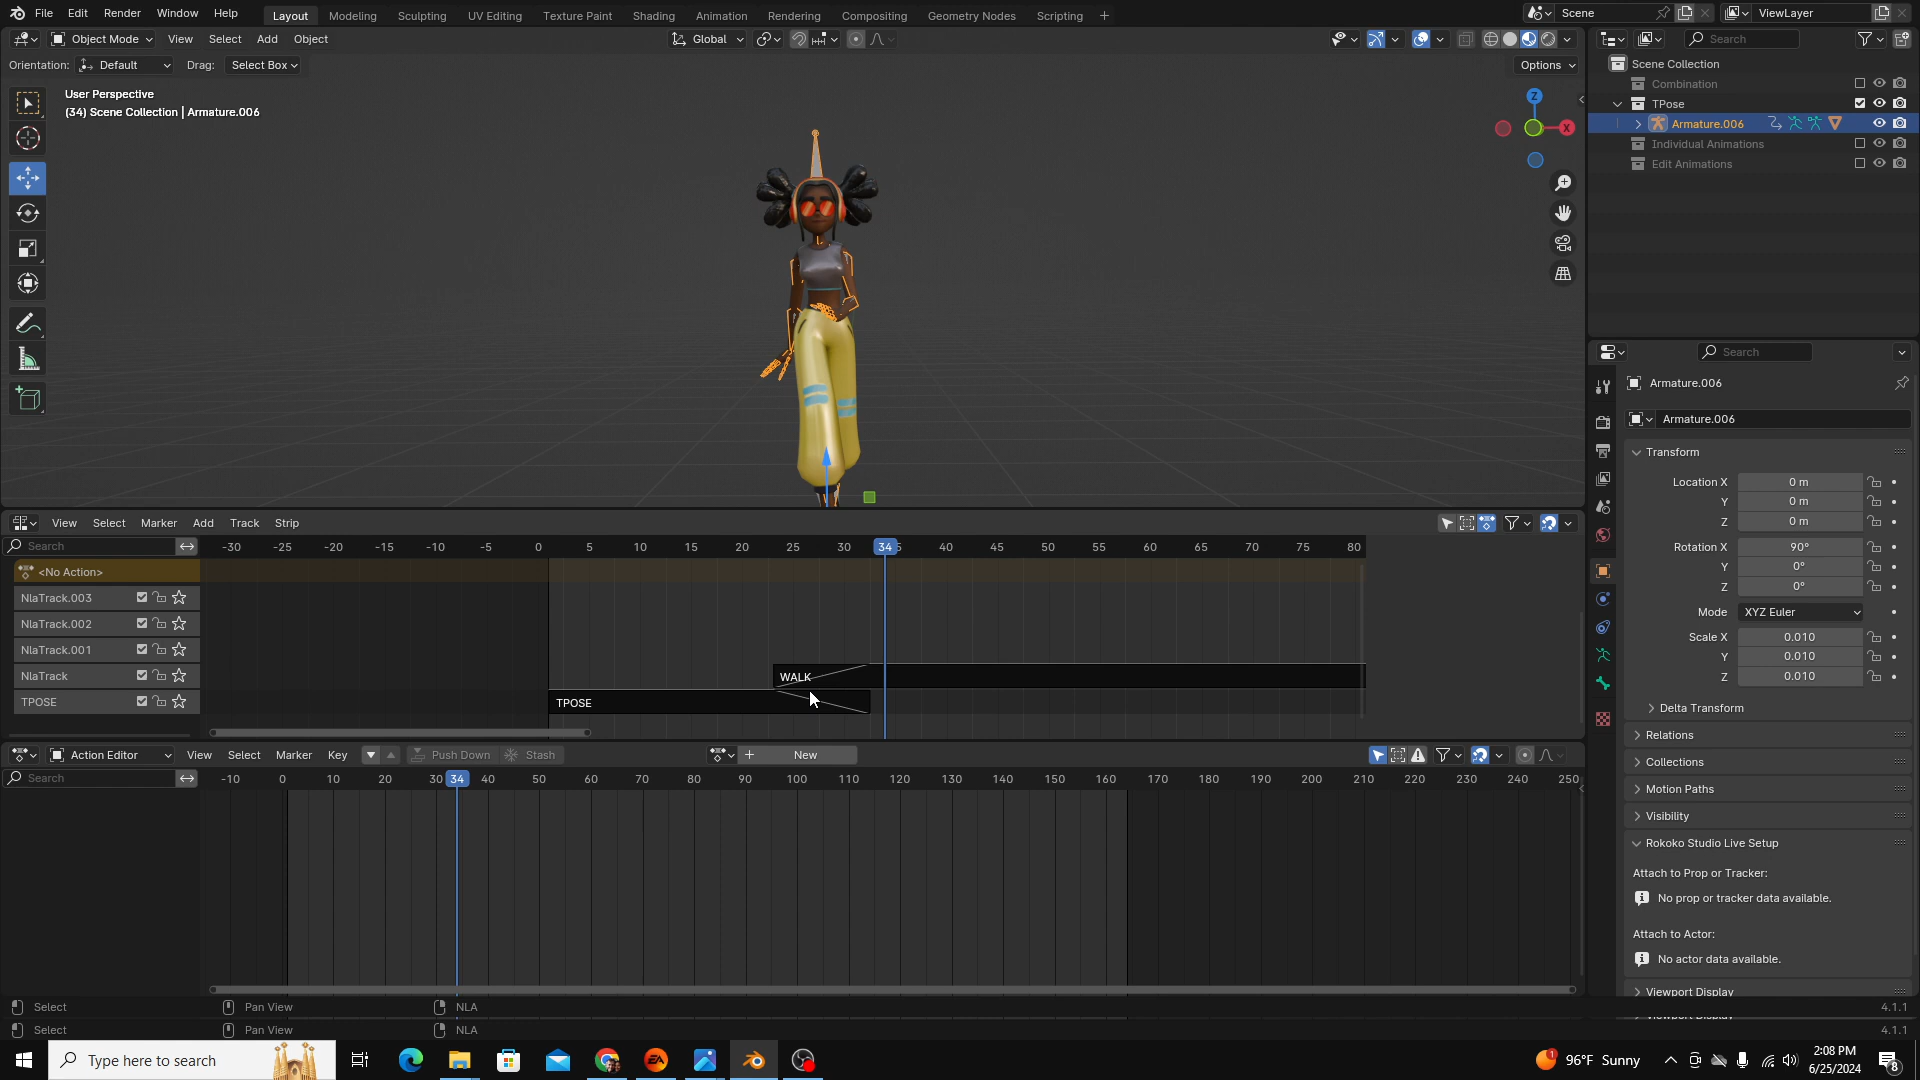 File Edit Render Window Help Layout Modeling Sculpting UV Editing Texture Paint Shading Animation Rendering Compositing Geometry Nodes Scripting + Scene ViewLayer
Object Mode View Select Add Object Global Search
Orientation: Default Drag: Select Box Options
User Perspective
(34) Scene Collection | Armature.006
Z
X
Scene Collection
Combination
TPose
Armature.006
Individual Animations
Edit Animations
Search
Armature.006
Armature.006
Transform
Location X 0 m
Y 0 m
Z 0 m
Rotation X 90°
Y 0°
Z 0°
Mode XYZ Euler
Scale X 0.010
Y 0.010
Z 0.010
Delta Transform
Relations
Collections
Motion Paths
Visibility
Rokoko Studio Live Setup
Attach to Prop or Tracker:
No prop or tracker data available.
Attach to Actor:
No actor data available.
Viewport Display
View Select Marker Add Track Strip
Search -30 -25 -20 -15 -10 -5 0 5 10 15 20 25 30 34 40 45 50 55 60 65 70 75 80
<No Action>
NlaTrack.003
NlaTrack.002
NlaTrack.001
NlaTrack WALK
TPOSE TPOSE
Action Editor View Select Marker Key Push Down Stash + New
Search -10 0 10 20 30 34 40 50 60 70 80 90 100 110 120 130 140 150 160 170 180 190 200 210 220 230 240 250
Select Pan View NLA 4.1.1
Select Pan View NLA 4.1.1
Type here to search 96°F Sunny 2:08 PM
6/25/2024
8